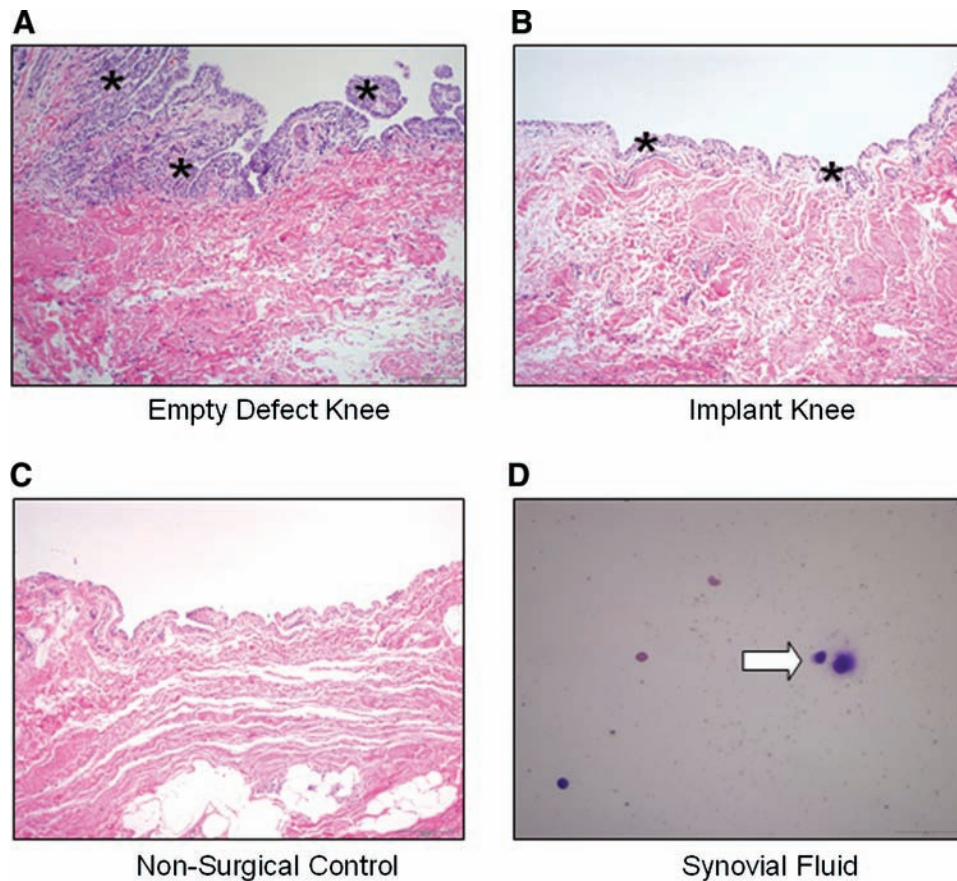 A
B
Empty Defect Knee
Implant Knee
C
D
Non-Surgical Control
Synovial Fluid